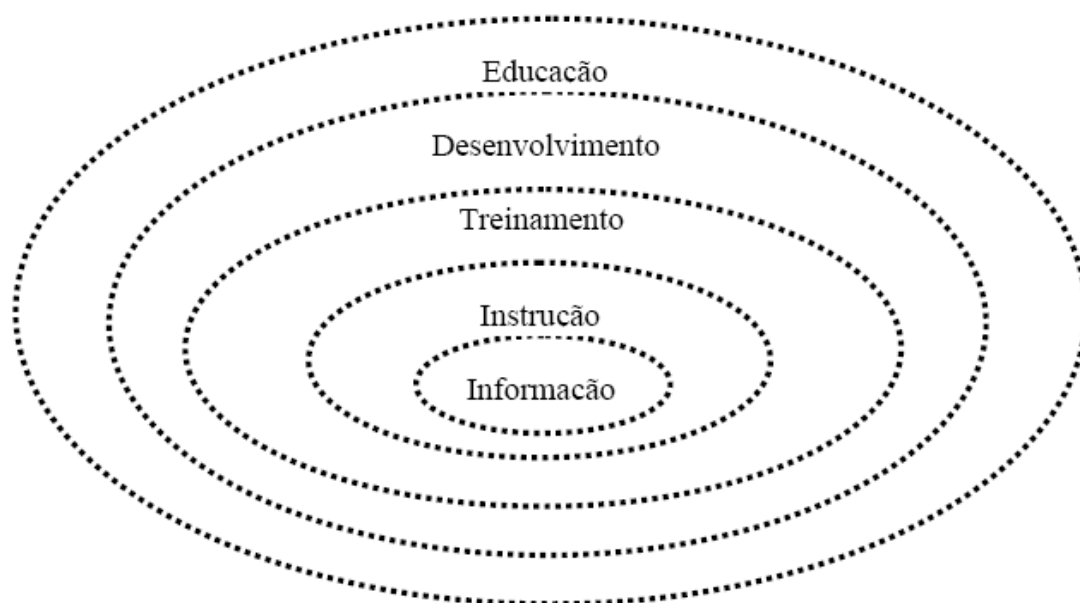 Educacão
Desenvolvimento
Treinamento
Instrucão
Informacão